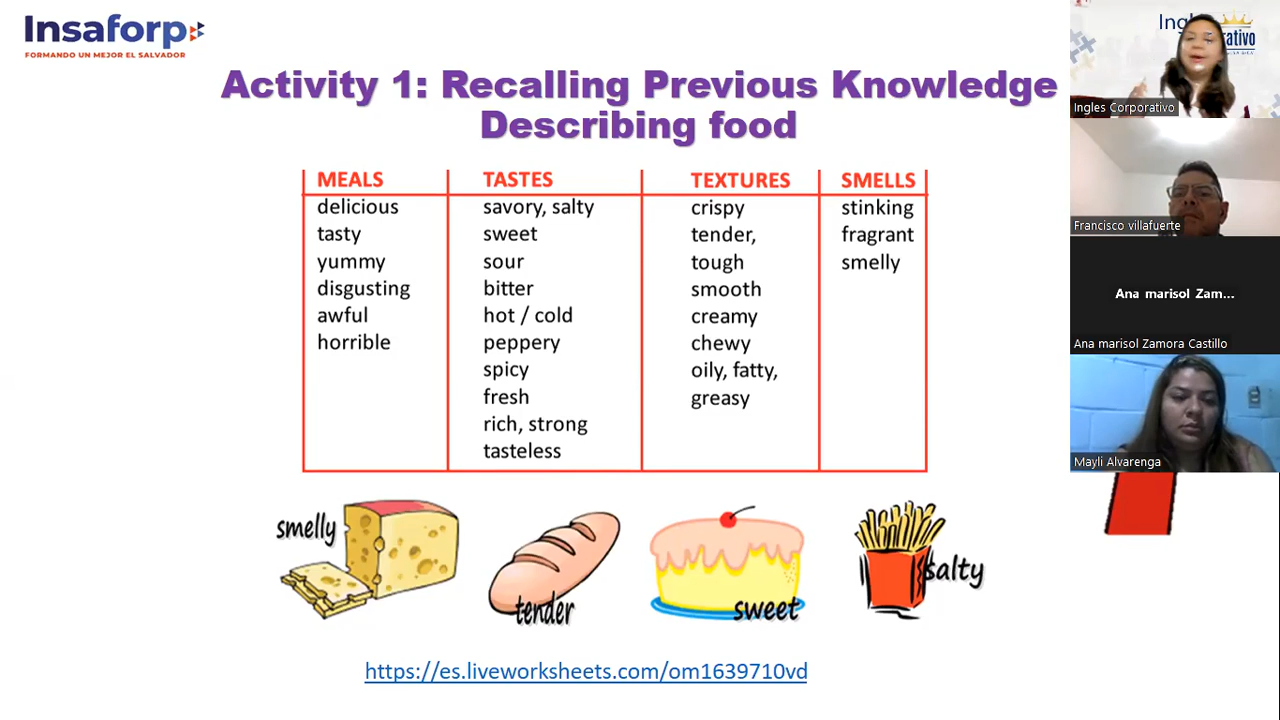 Insaforp
FORMANDO UN MEJOR EL SALVADOR
Activity 1: Recalling Previous Knowledge
Describing food
MEALS
delicious
tasty
yummy
disgusting
awful
horrible
TASTES
savory, salty
sweet
sour
bitter
hot / cold
peppery
spicy
fresh
rich, strong
tasteless
TEXTURES
crispy
tender,
tough
smooth
creamy
chewy
oily, fatty,
greasy
SMELLS
stinking
fragrant
smelly
smelly
tender
sweet
salty
https://es.liveworksheets.com/om1639710vd
Ingles Corporativo
Francisco villafuerte
Ana marisol Zam...
Ana marisol Zamora Castillo
Mayli Alvarenga